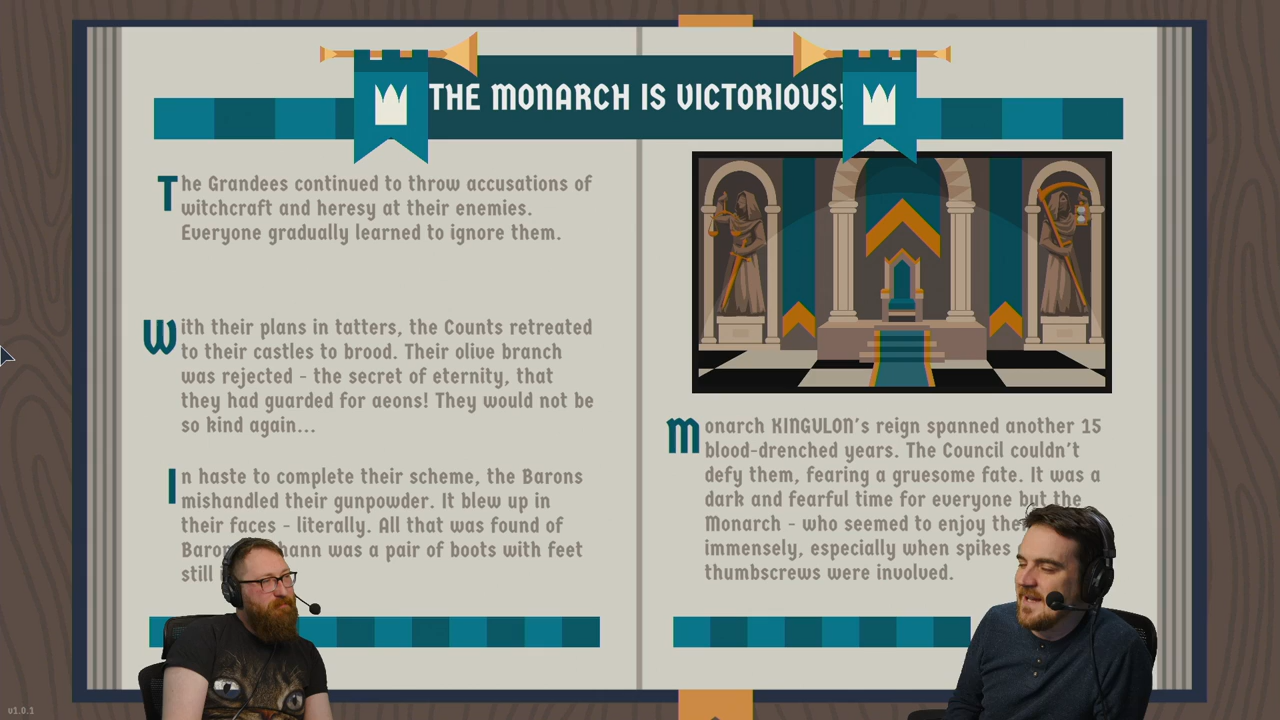 THE MONARCH IS VICTORIOUS!
The Grandees continued to throw accusations of
witchcraft and heresy at their enemies.
Everyone gradually learned to ignore them.
With their plans in tatters, the Counts retreated
to their castles to brood. Their olive branch
was rejected - the secret of eternity, that
they had guarded for aeons! They would not be
so kind again...
In haste to complete their scheme, the Barons
mishandled their gunpowder. It blew up in
their faces - literally. All that was found of
was a pair of boots with feet
still
Monarch KINGULON's reign spanned another 15
blood-drenched years. The Council couldn't
defy them, fearing a gruesome fate. It was a
dark and fearful time for everyone but the
Monarch - who seemed to enjoy
immensely, especially when spikes
thumbscrews were involved.
v1.0.1